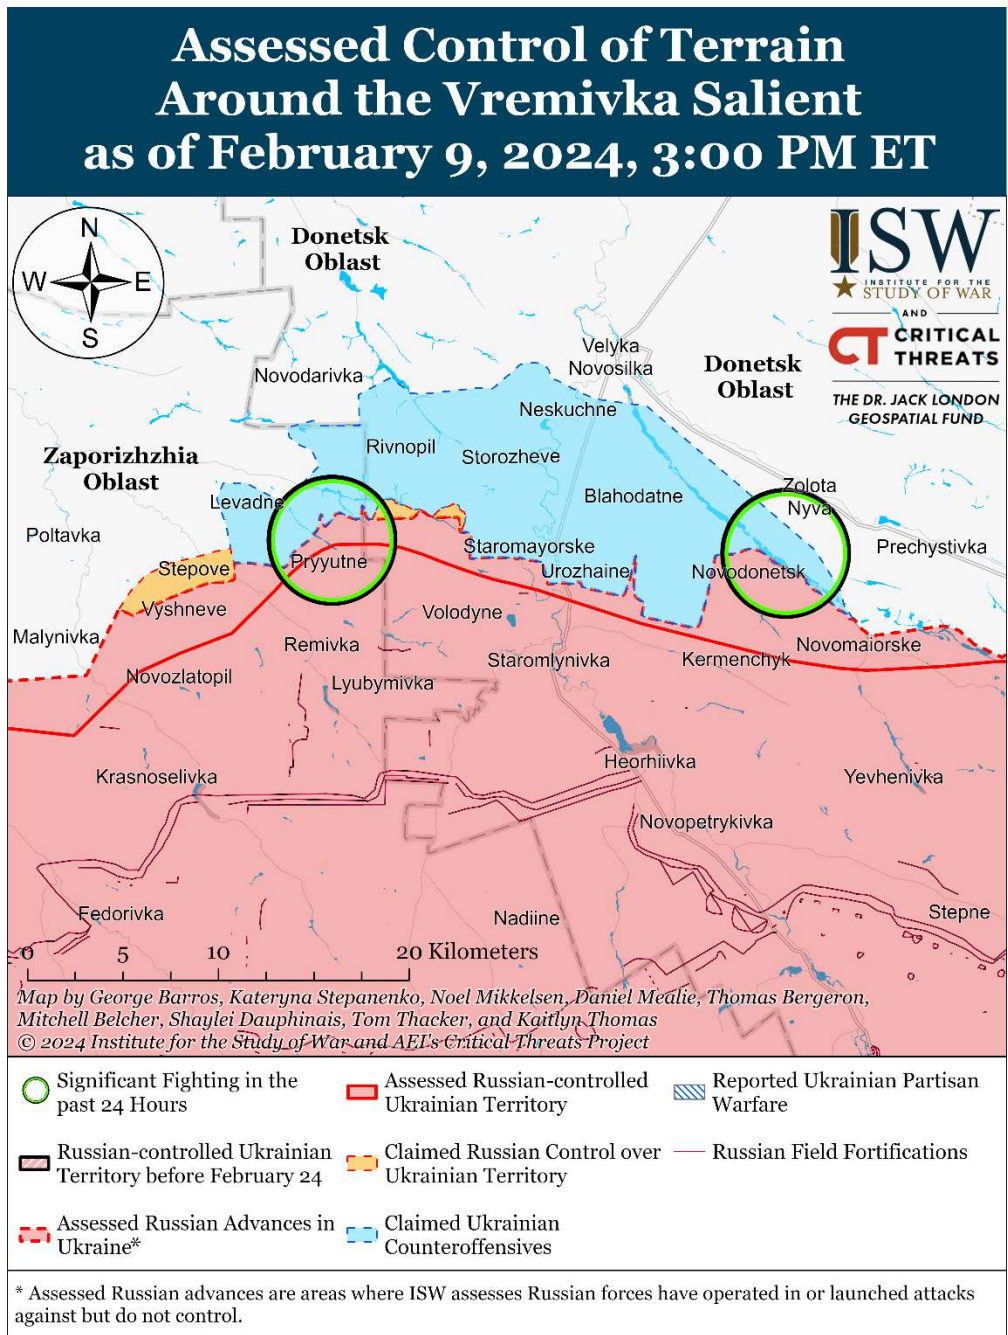 Assessed Control of Terrain
Around the Vremivka Salient
as of February 9, 2024, 3:00 PM ET
N
W
E
S
Donetsk
Oblast
ISW
INSTITUTE FOR THE
STUDY OF WAR
AND
CT CRITICAL
THREATS
THE DR. JACK LONDON
GEOSPATIAL FUND
Velyka
Novosilka
Donetsk
Oblast
Novodarivka
Neskuchne
Rivnopil
Storozheve
Zaporizhzhia
Oblast
Levadne
Blahodatne
Zolota
Nyva
Poltavka
Prechystivka
Staromayorske
Pryyutne
Stepove
Urozhaine
Novodonetsk
Vyshneve
Volodyne
Malynivka
Remivka
Novomaiorske
Staromlynivka
Kermenchyk
Novozlatopil
Lyubymivka
Heorhiivka
Krasnoselivka
Yevhenivka
Novopetrykivka
Fedorivka
Nadiine
Stepne
0 5 10 20 Kilometers
Map by George Barros, Kateryna Stepanenko, Noel Mikkelsen, Daniel Mealie, Thomas Bergeron,
Mitchell Belcher, Shaylei Dauphinais, Tom Thacker, and Kaitlyn Thomas
© 2024 Institute for the Study of War and AEI's Critical Threats Project
Significant Fighting in the
past 24 Hours
Russian-controlled Ukrainian
Territory before February 24
Assessed Russian Advances in
Ukraine*
Assessed Russian-controlled
Ukrainian Territory
Claimed Russian Control over
Ukrainian Territory
Claimed Ukrainian
Counteroffensives
Reported Ukrainian Partisan
Warfare
Russian Field Fortifications
* Assessed Russian advances are areas where ISW assesses Russian forces have operated in or launched attacks
against but do not control.